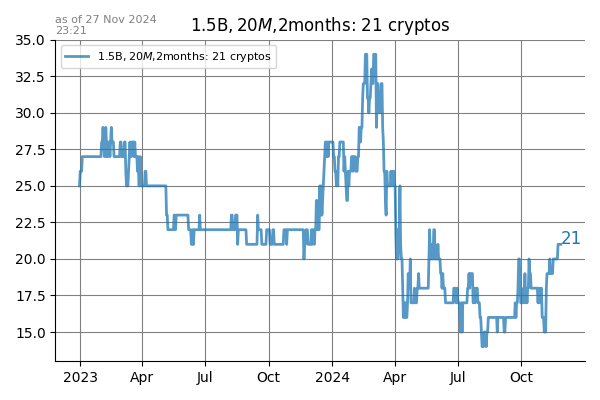 as of 27 Nov 2024
23:21
1.5B, 20M,2months: 21 cryptos
1.5B, 20M,2months: 21 cryptos
35.0
32.5
30.0
27.5
25.0
22.5
20.0
17.5
15.0
21
2023 Apr Jul Oct 2024 Apr Jul Oct